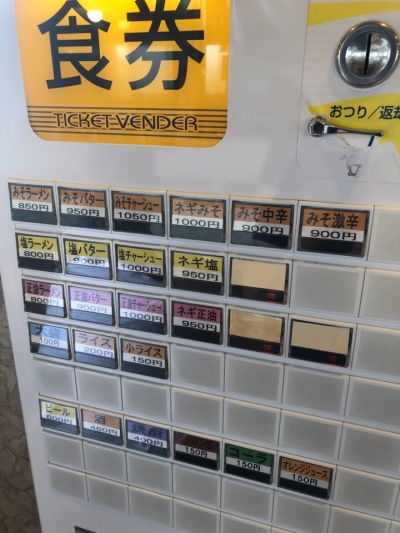 食券
TICKET VENDER
おつり／返却
みそラーメン 850円
みそバター 950円
みそチャーシュー 1050円
ネギみそ 1000円
みそ中辛 900円
みそ激辛 900円
塩ラーメン 800円
塩バター 900円
塩チャーシュー 1000円
ネギ塩 950円
正油ラーメン 800円
正油バター 900円
正油チャーシュー 1000円
ネギ正油 950円
大盛 100円
ライス 200円
小ライス 150円
ビール 600円
酒 450円
焼酎 400円
150円
コーラ 150円
オレンジジュース 150円